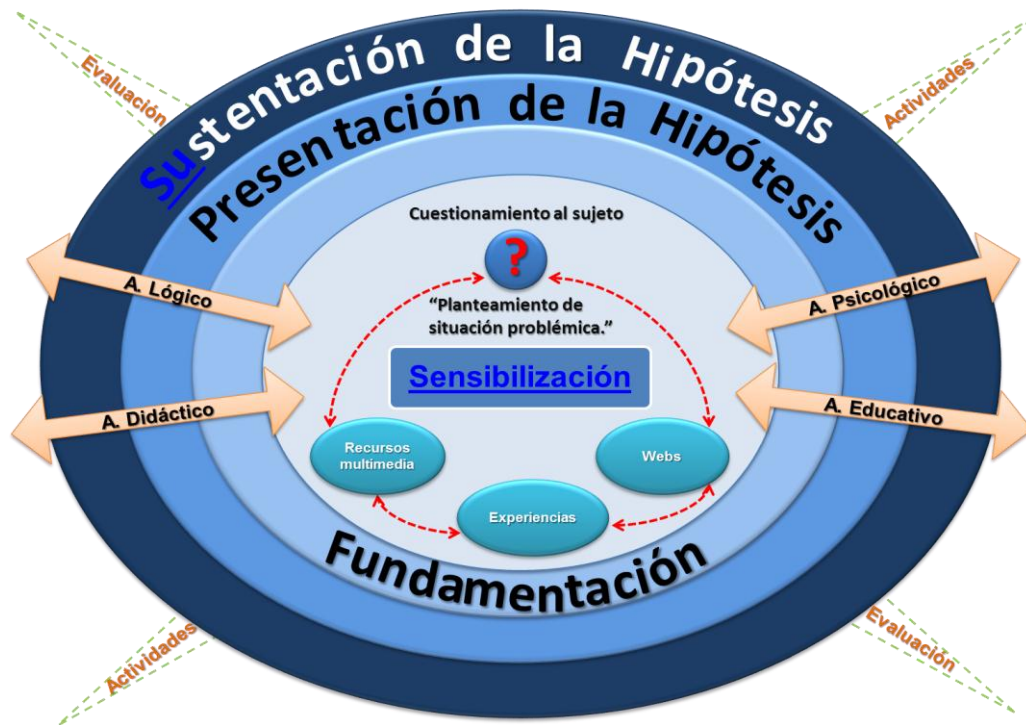 Evaluación
Actividades
Sustentación de la Hipótesis
Presentación de la Hipótesis
Cuestionamiento al sujeto
?
“Planteamiento de
situación problémica.”
Sensibilización
A. Lógico
A. Psicológico
A. Didáctico
A. Educativo
Recursos
multimedia
Webs
Experiencias
Fundamentación
Actividades
Evaluación